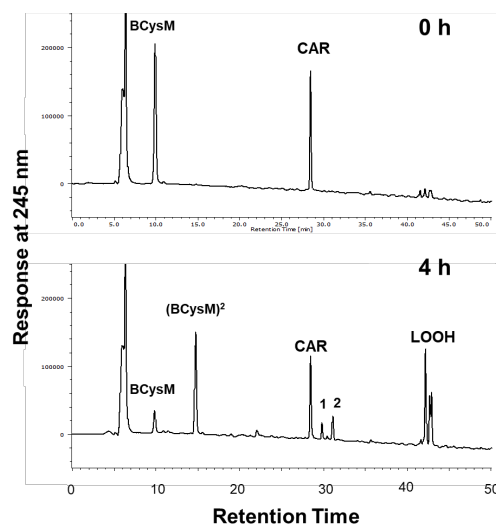 0 h
BCysM
CAR
200000
100000
0
0.0 5.0 10.0 15.0 20.0 25.0 30.0 35.0 40.0 45.0 50.0
Retention Time [min]
Response at 245 nm
4 h
(BCysM)²
LOOH
CAR
BCysM
1 2
200000
100000
0
0 10 20 30 40 50
Retention Time